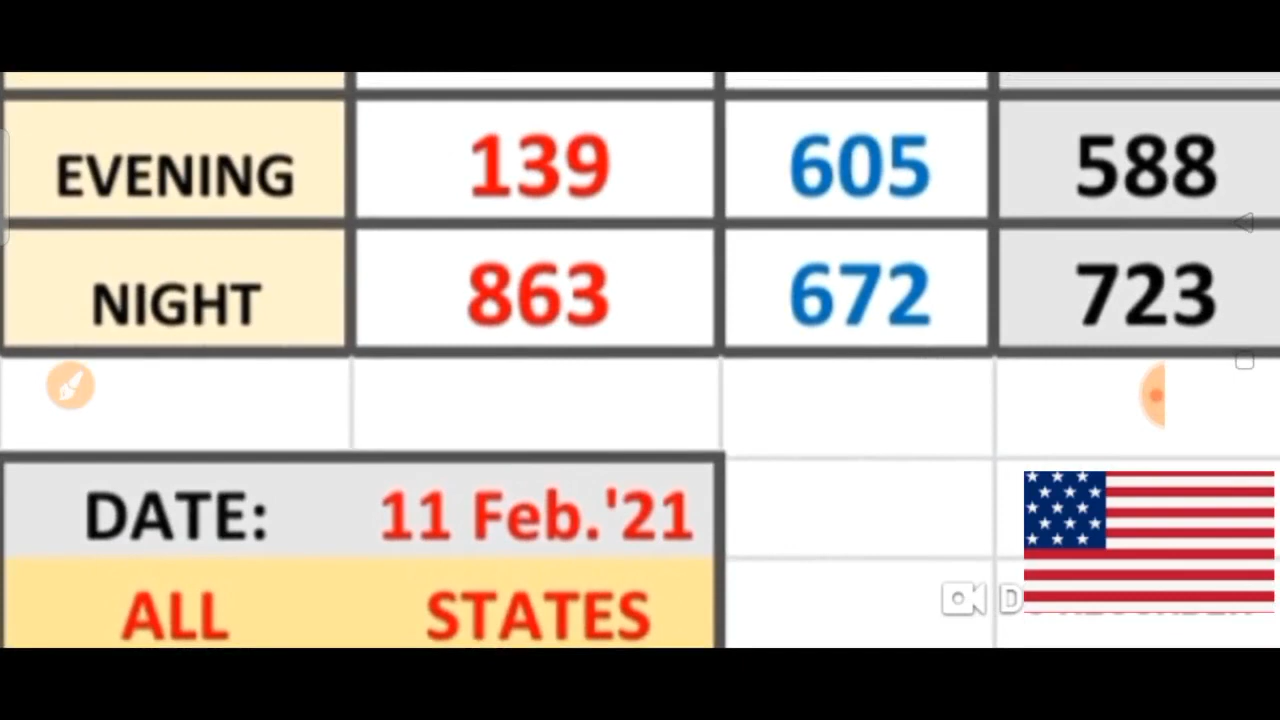 EVENING 139 605 588
NIGHT 863 672 723
DATE: 11 Feb.'21
ALL STATES
D